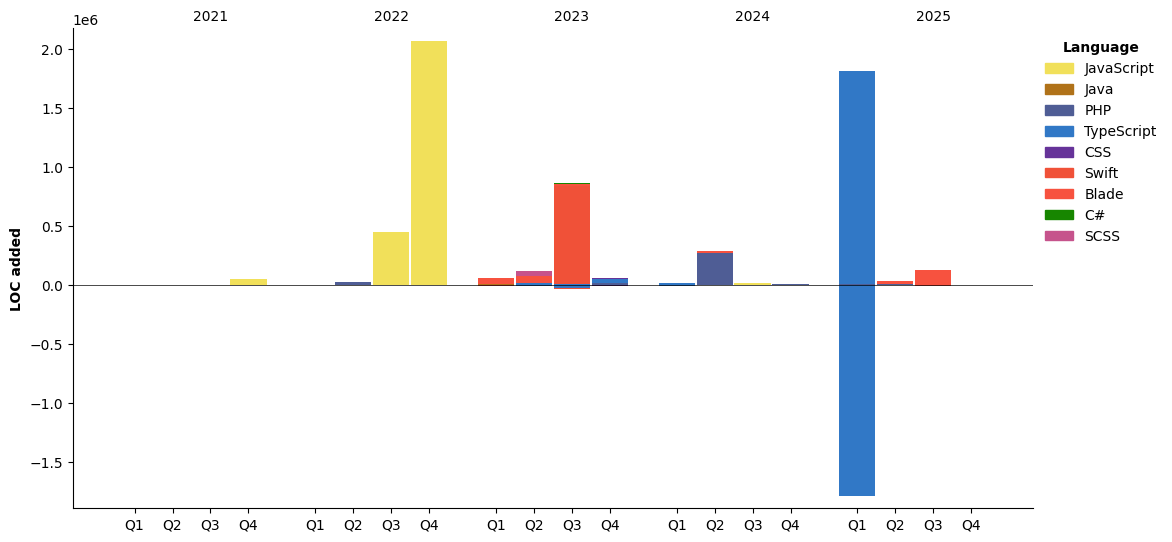 1e6
2021 2022 2023 2024 2025
2.0
1.5
1.0
0.5
0.0
−0.5
−1.0
−1.5
LOC added
Q1 Q2 Q3 Q4 Q1 Q2 Q3 Q4 Q1 Q2 Q3 Q4 Q1 Q2 Q3 Q4 Q1 Q2 Q3 Q4
Language
JavaScript
Java
PHP
TypeScript
CSS
Swift
Blade
C#
SCSS